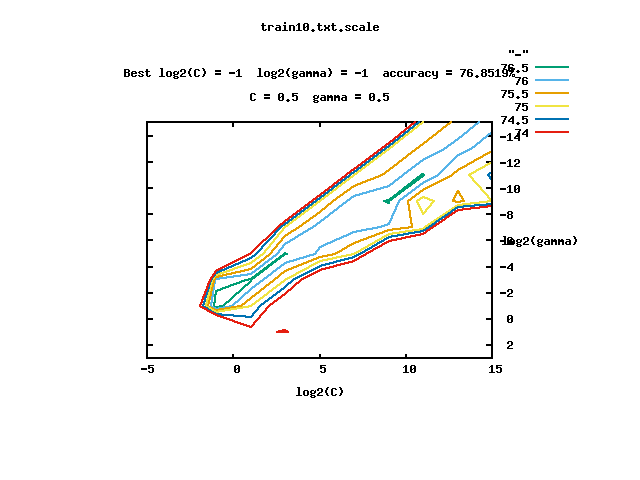 train10.txt.scale
"-"
Best log2(C) = -1  log2(gamma) = -1  accuracy = 76.8519%
76.5
76
C = 0.5  gamma = 0.5
75.5
75
74.5
74
-14
-12
-10
-8
-6
log2(gamma)
-4
-2
0
2
-5 0 5 10 15
log2(C)